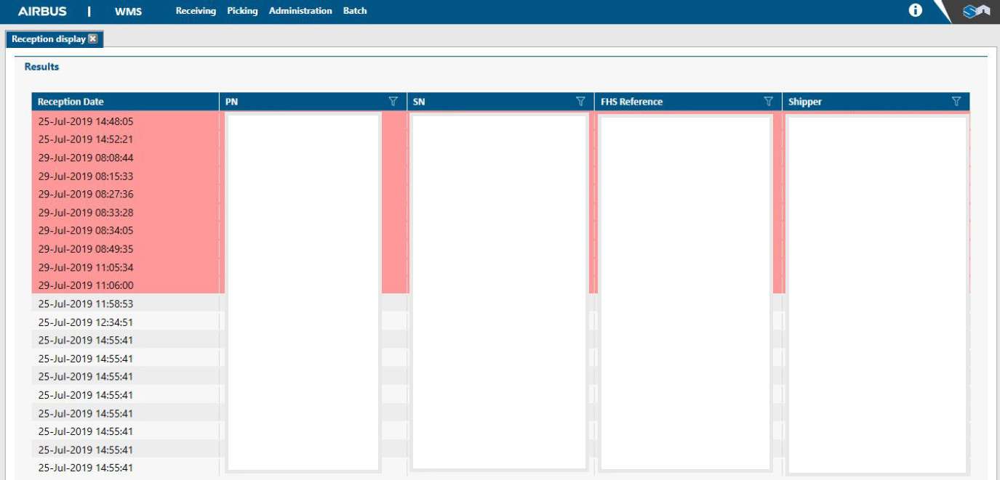 AIRBUS | WMS Receiving Picking Administration Batch
Reception display
Results
Reception Date PN SN FHS Reference Shipper
25-Jul-2019 14:48:05
25-Jul-2019 14:52:21
29-Jul-2019 08:08:44
29-Jul-2019 08:15:33
29-Jul-2019 08:27:36
29-Jul-2019 08:33:28
29-Jul-2019 08:34:05
29-Jul-2019 08:49:35
29-Jul-2019 11:05:34
29-Jul-2019 11:06:00
25-Jul-2019 11:58:53
25-Jul-2019 12:34:51
25-Jul-2019 14:55:41
25-Jul-2019 14:55:41
25-Jul-2019 14:55:41
25-Jul-2019 14:55:41
25-Jul-2019 14:55:41
25-Jul-2019 14:55:41
25-Jul-2019 14:55:41
25-Jul-2019 14:55:41